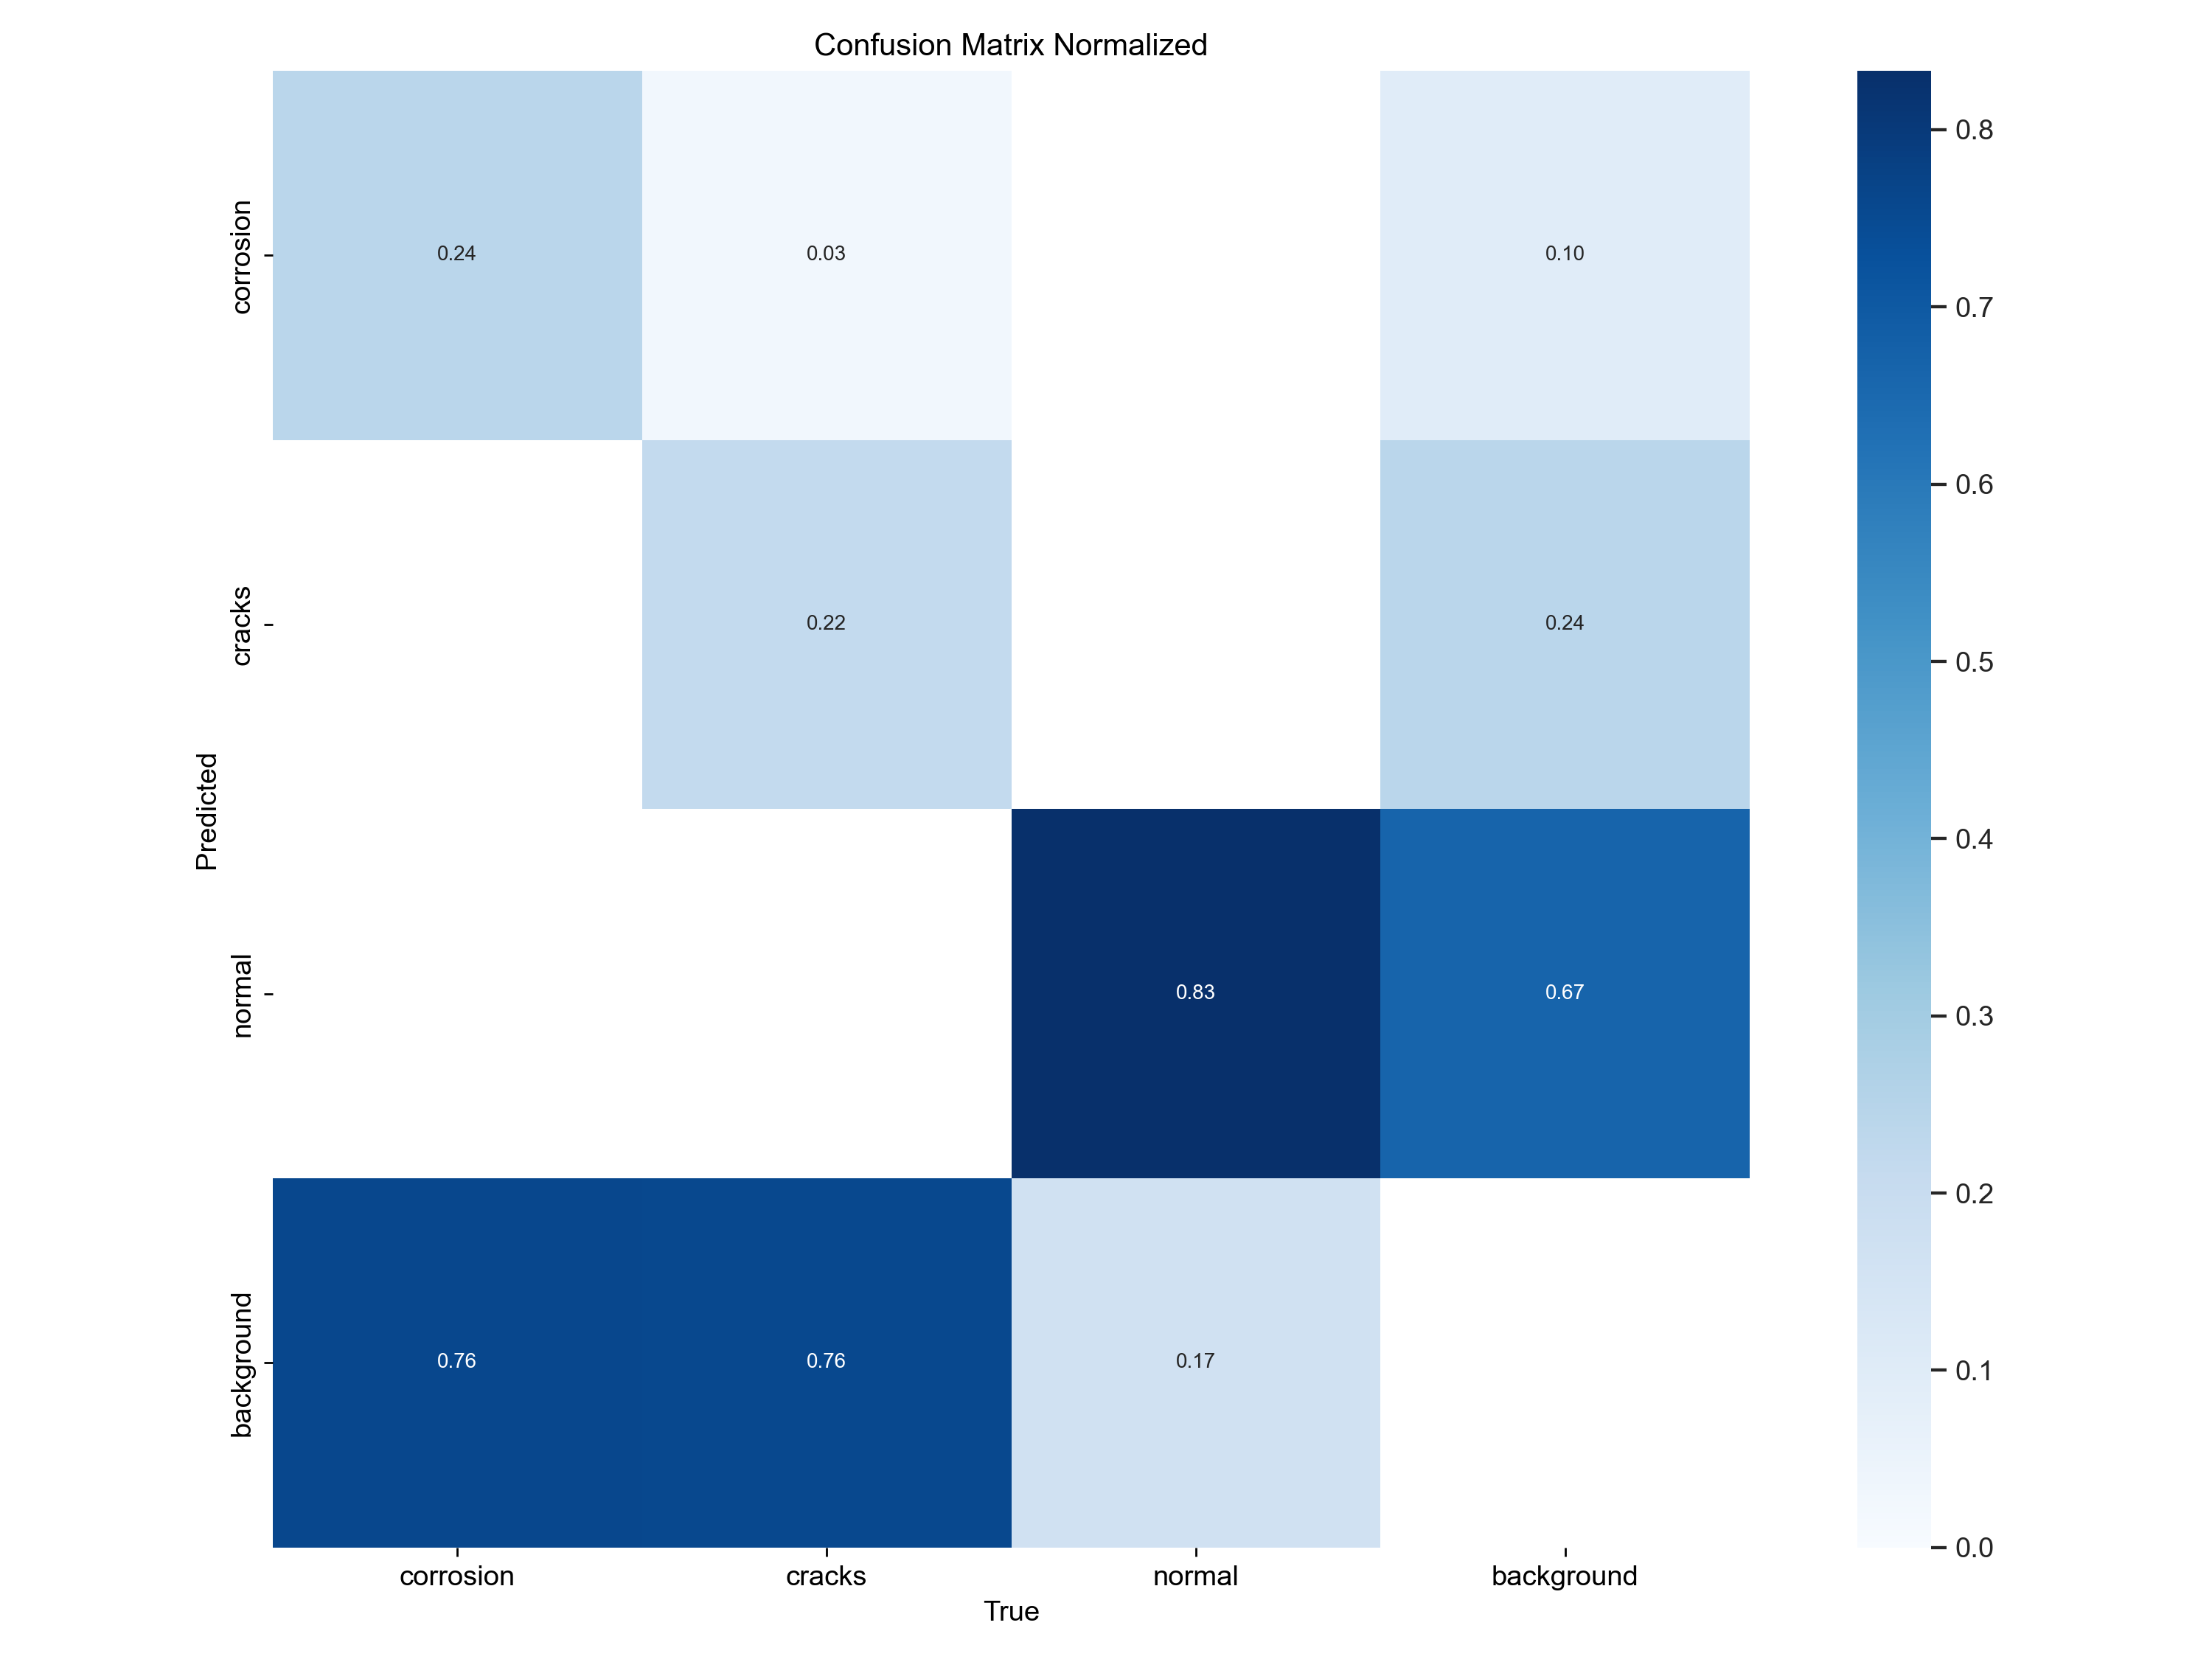 Confusion Matrix Normalized
corrosion
0.24
0.03
0.10
cracks
0.22
0.24
normal
0.83
0.67
background
0.76
0.76
0.17
Predicted
corrosion
cracks
normal
background
True
0.8
0.7
0.6
0.5
0.4
0.3
0.2
0.1
0.0